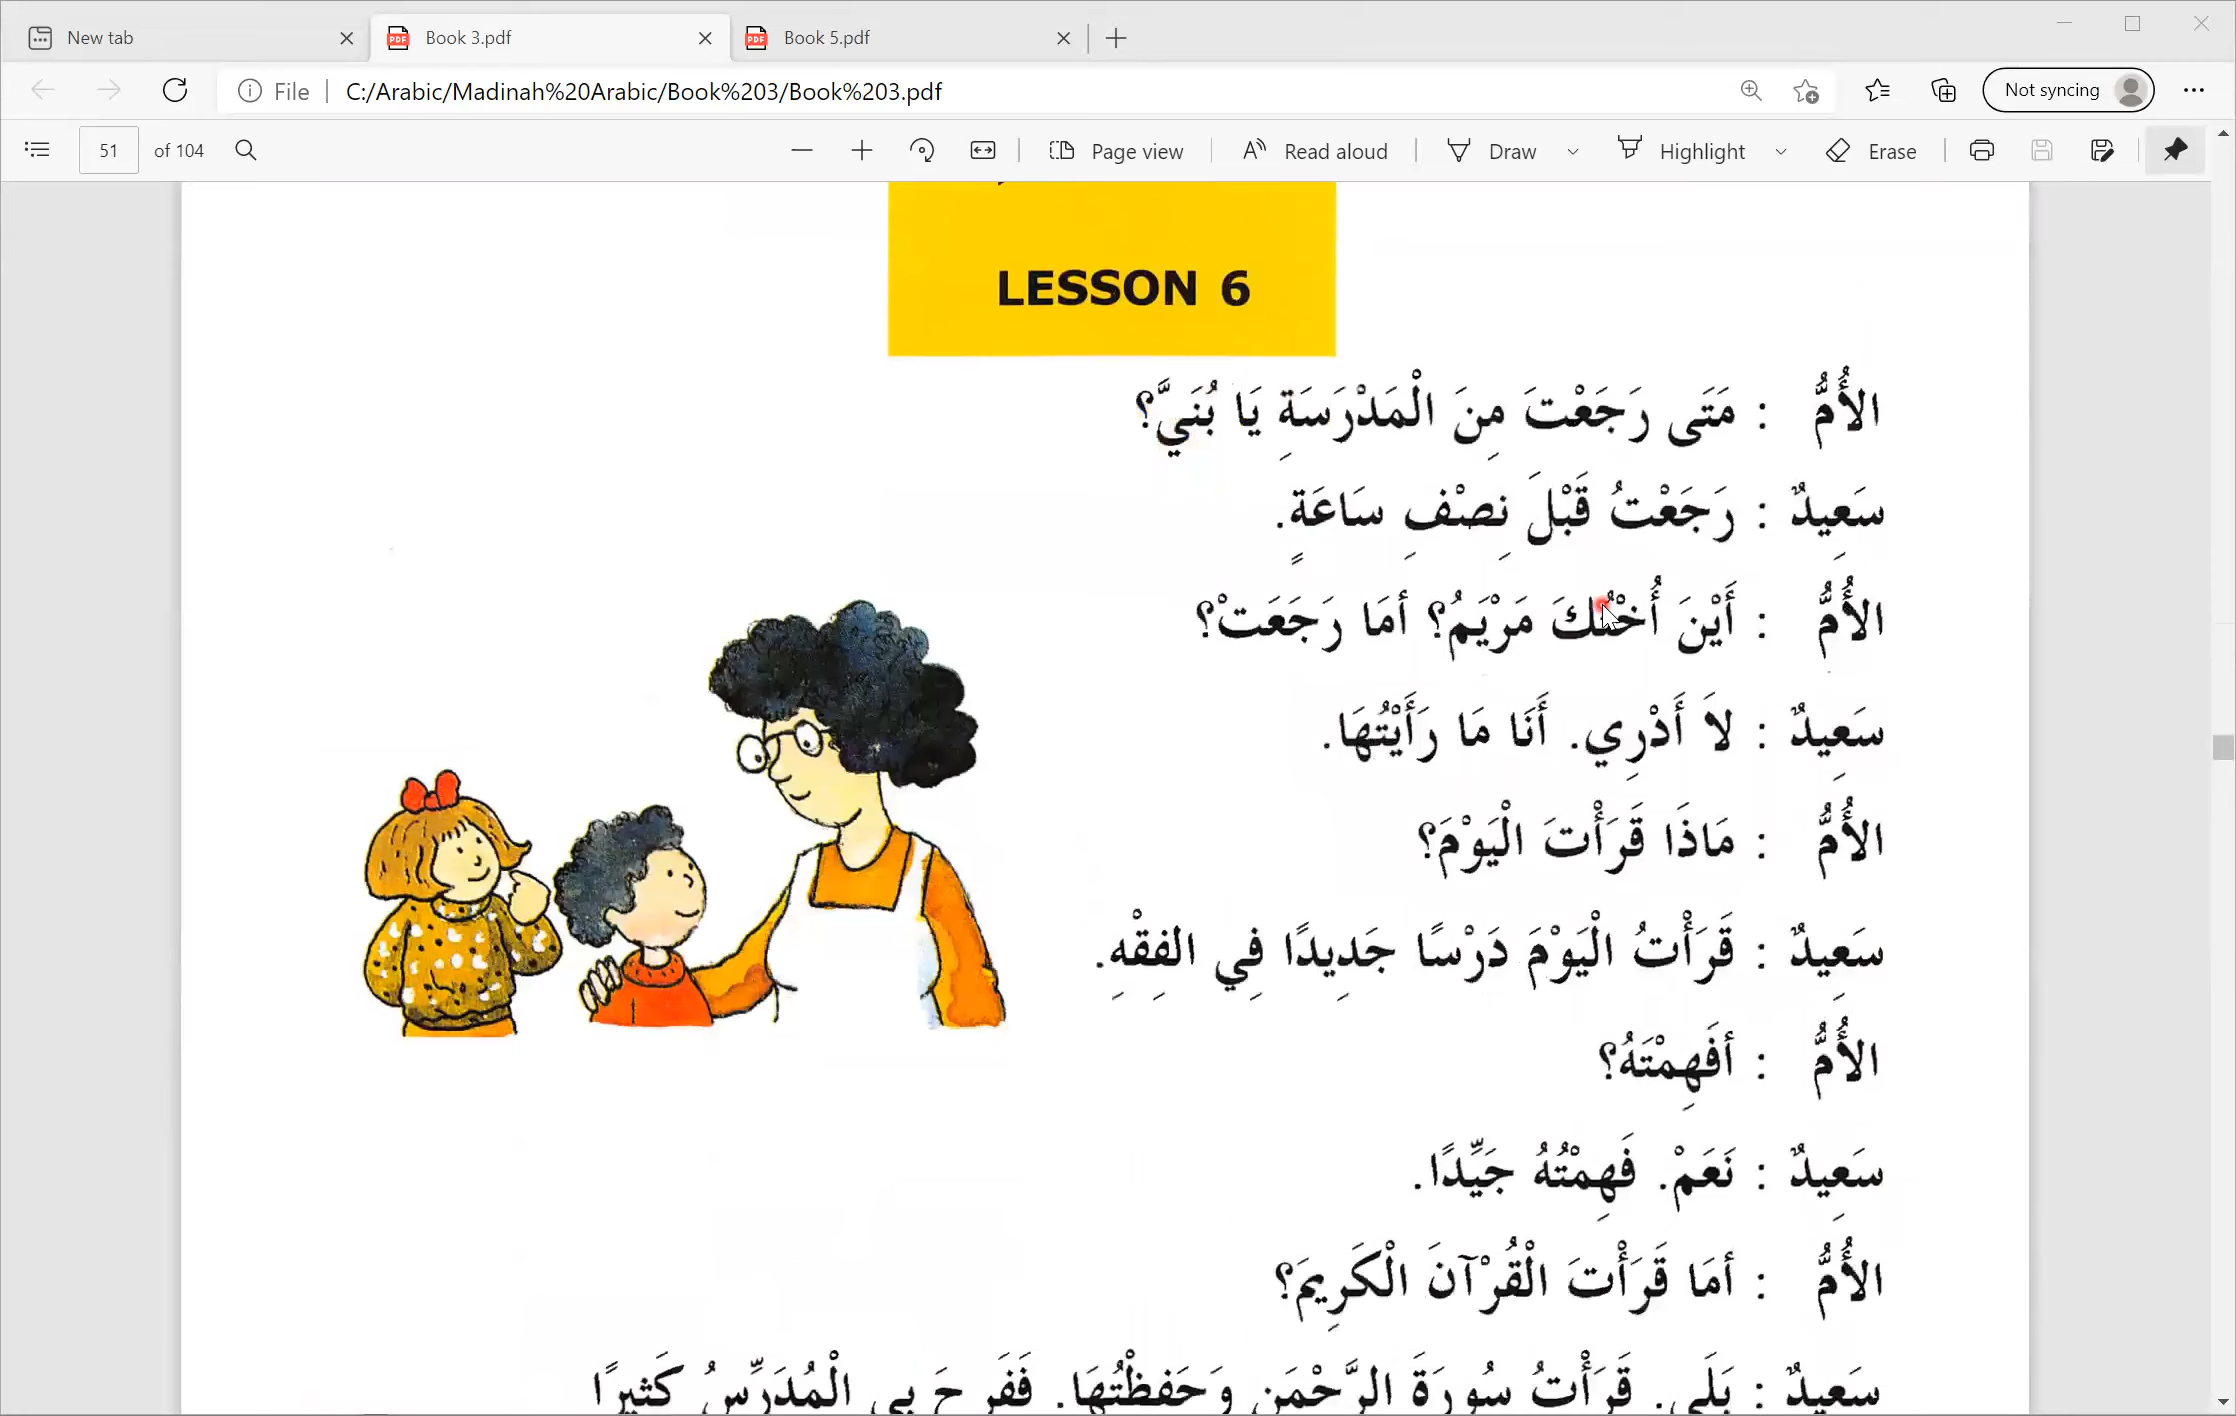 New tab
Book 3.pdf
Book 5.pdf
File
C:/Arabic/Madinah%20Arabic/Book%203/Book%203.pdf
Not syncing
51 of 104
Page view
Read aloud
Draw
Highlight
Erase
LESSON 6
الأُمُّ : مَتَى رَجَعْتَ مِنَ الْمَدْرَسَةِ يَا بُنَيَّ؟
سَعِيدٌ : رَجَعْتُ قَبْلَ نِصْفِ سَاعَةٍ.
الأُمُّ : أَيْنَ أُخْتُكَ مَرْيَمُ؟ أمَا رَجَعَتْ؟
سَعِيدٌ : لاَ أَدْرِي. أَنَا مَا رَأَيْتُهَا.
الأُمُّ : مَاذَا قَرَأْتَ الْيَوْمَ؟
سَعِيدٌ : قَرَأْتُ الْيَوْمَ دَرْسًا جَدِيدًا فِي الفِقْهِ.
الأُمُّ : أفَهِمْتَهُ؟
سَعِيدٌ : نَعَمْ. فَهِمْتُهُ جَيِّدًا.
الأُمُّ : أمَا قَرَأْتَ الْقُرْآنَ الْكَرِيمَ؟
سَعِيدٌ : بَلَى. قَرَأْتُ سُورَةَ الرَّحْمَنِ وَحَفِظْتُهَا. فَفَرِحَ بِي الْمُدَرِّسُ كَثِيرًا